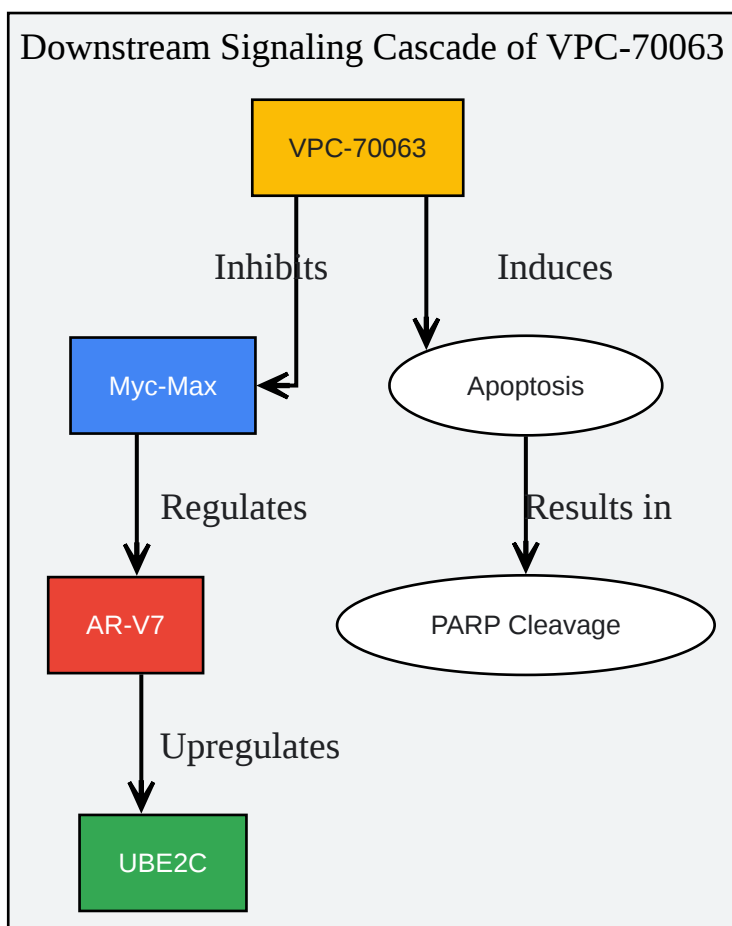 Downstream Signaling Cascade of VPC-70063
VPC-70063
Inhibits
Induces
Myc-Max
Apoptosis
Regulates
Results in
AR-V7
PARP Cleavage
Upregulates
UBE2C